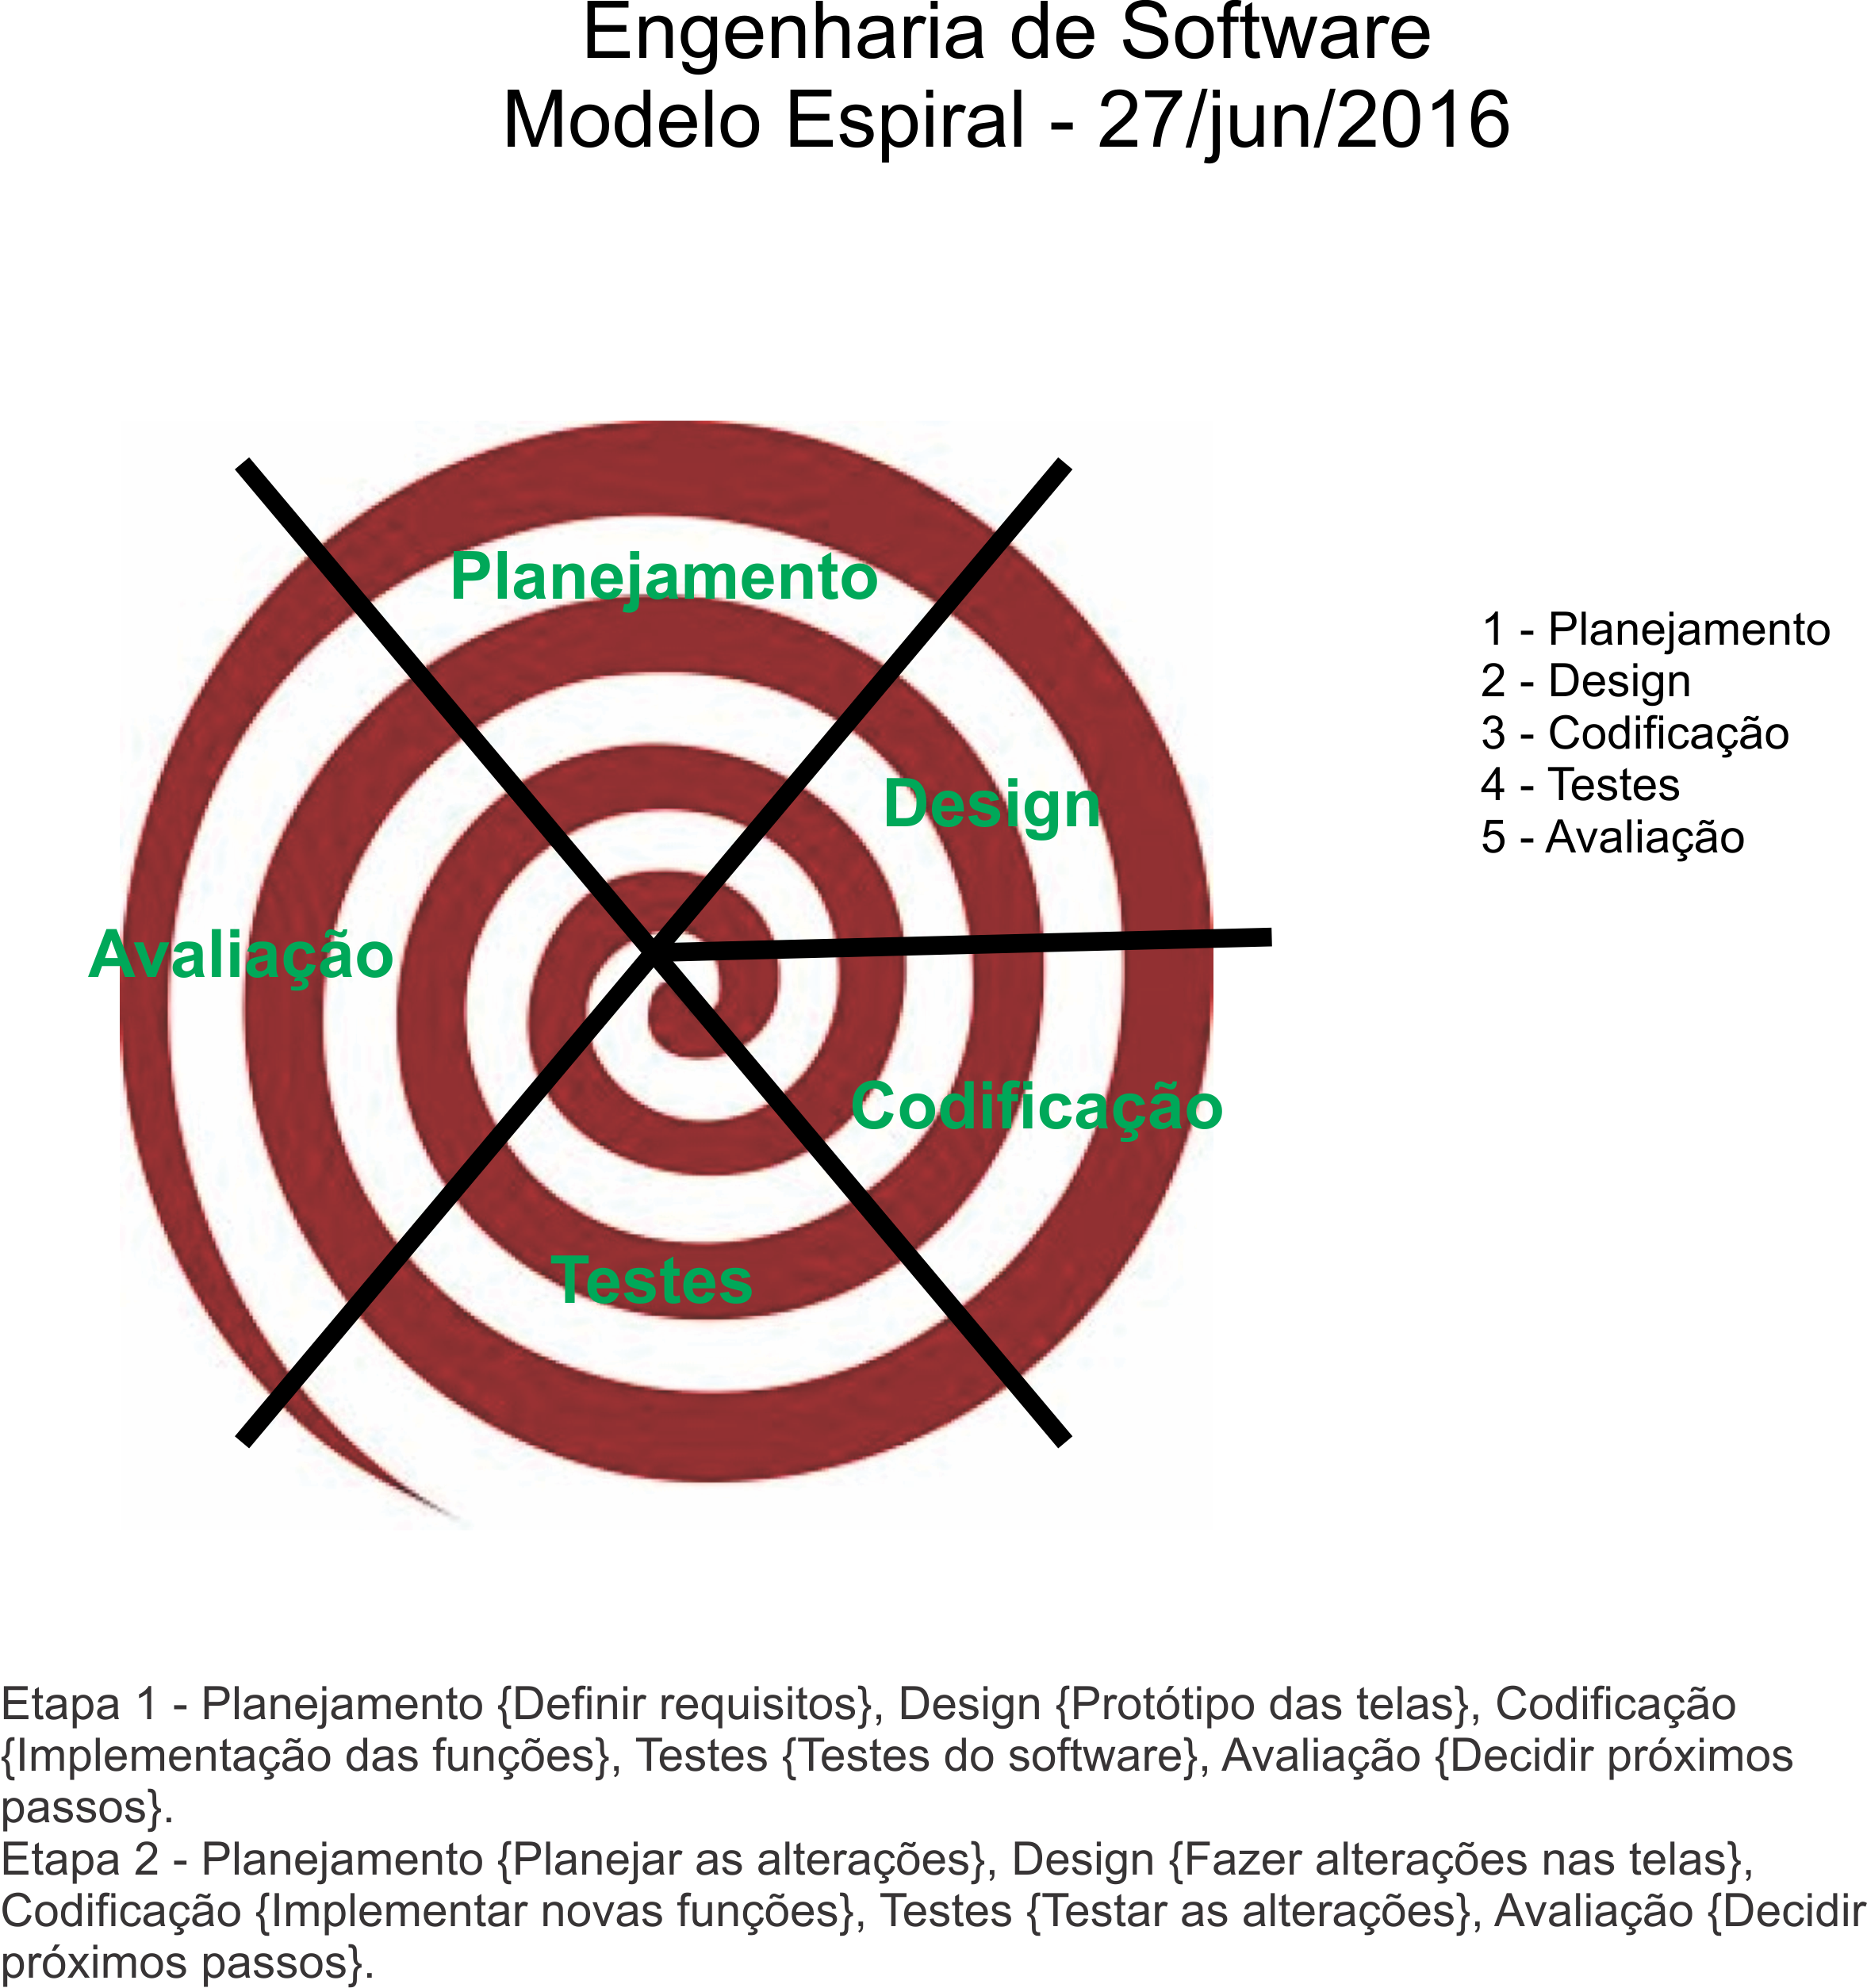 Engenharia de Software
Modelo Espiral - 27/jun/2016
Planejamento
Design
Avaliação
Codificação
Testes
1 - Planejamento
2 - Design
3 - Codificação
4 - Testes
5 - Avaliação
Etapa 1 - Planejamento {Definir requisitos}, Design {Protótipo das telas}, Codificação
{Implementação das funções}, Testes {Testes do software}, Avaliação {Decidir próximos
passos}.
Etapa 2 - Planejamento {Planejar as alterações}, Design {Fazer alterações nas telas},
Codificação {Implementar novas funções}, Testes {Testar as alterações}, Avaliação {Decidir
próximos passos}.